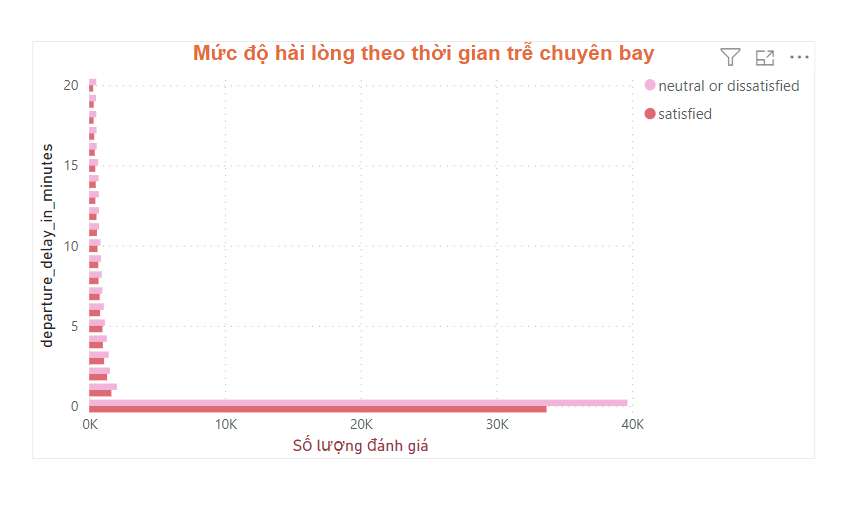 Mức độ hài lòng theo thời gian trễ chuyên bay
neutral or dissatisfied
satisfied
departure_delay_in_minutes
20
15
10
5
0
0K 10K 20K 30K 40K
Số lượng đánh giá